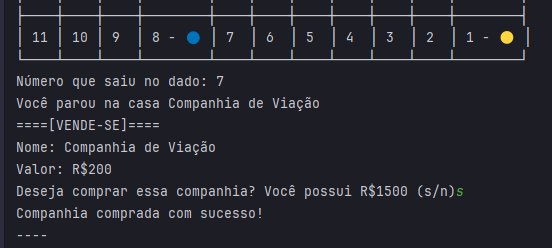 11 10 9 8 - 7 6 5 4 3 2 1 -
Número que saiu no dado: 7
Você parou na casa Companhia de Viação
====[VENDE-SE]====
Nome: Companhia de Viação
Valor: R$200
Deseja comprar essa companhia? Você possui R$1500 (s/n)s
Companhia comprada com sucesso!
----